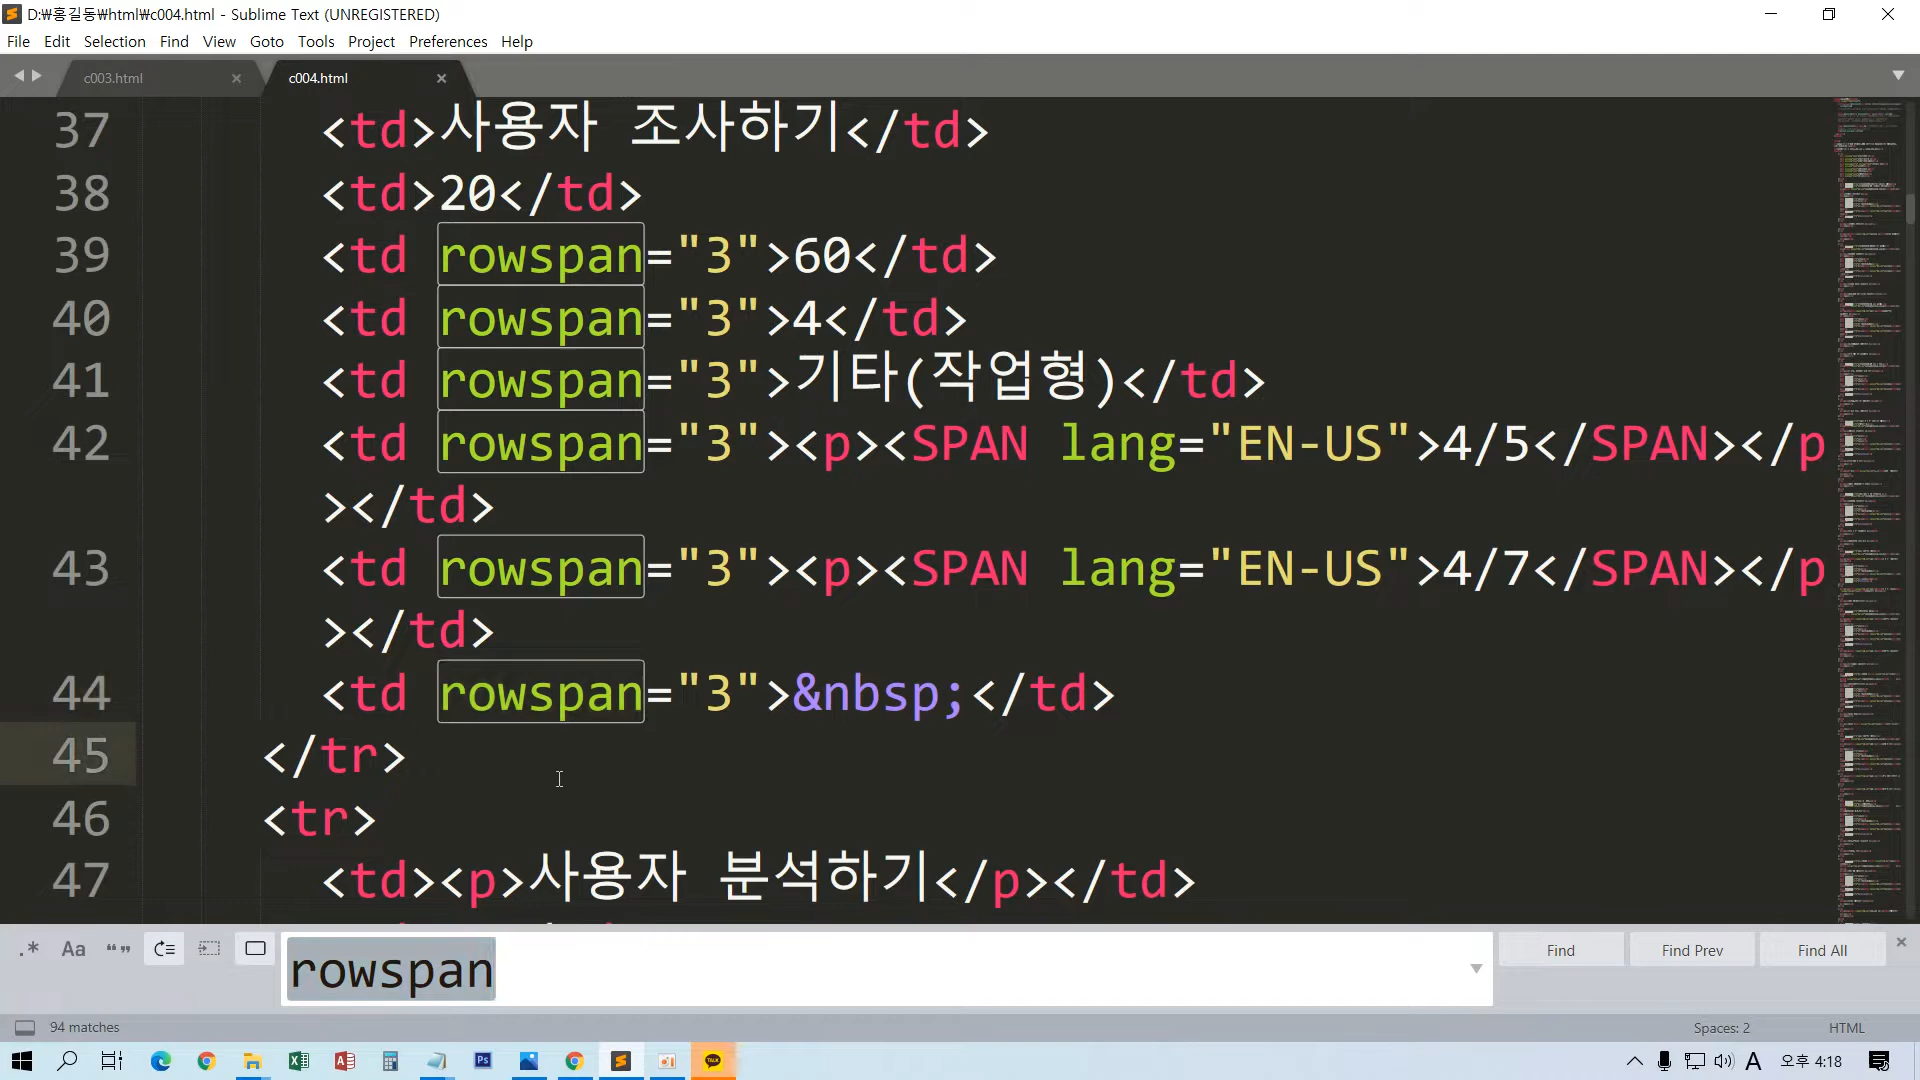 D:₩홍길동₩html₩c004.html - Sublime Text (UNREGISTERED)
File Edit Selection Find View Goto Tools Project Preferences Help
c003.html c004.html
37 <td>사용자 조사하기</td>
38 <td>20</td>
39 <td rowspan="3">60</td>
40 <td rowspan="3">4</td>
41 <td rowspan="3">기타(작업형)</td>
42 <td rowspan="3"><p><SPAN lang="EN-US">4/5</SPAN></p
></td>
43 <td rowspan="3"><p><SPAN lang="EN-US">4/7</SPAN></p
></td>
44 <td rowspan="3">&nbsp;</td>
45 </tr>
46 <tr>
47 <td><p>사용자 분석하기</p></td>
.* Aa “” rowspan Find Find Prev Find All
94 matches Spaces: 2 HTML
A 오후 4:18